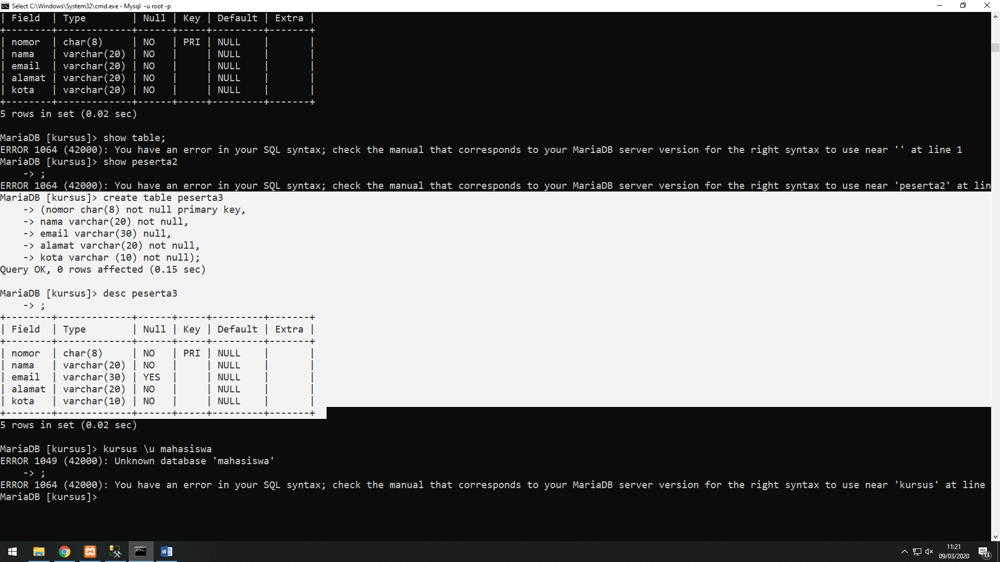 Select C:\Windows\System32\cmd.exe - Mysql  -u root -p
| Field  | Type        | Null | Key | Default | Extra |
+--------+-------------+------+-----+---------+-------+
| nomor  | char(8)     | NO   | PRI | NULL    |       |
| nama   | varchar(20) | NO   |     | NULL    |       |
| email  | varchar(20) | NO   |     | NULL    |       |
| alamat | varchar(20) | NO   |     | NULL    |       |
| kota   | varchar(20) | NO   |     | NULL    |       |
+--------+-------------+------+-----+---------+-------+
5 rows in set (0.02 sec)
MariaDB [kursus]> show table;
ERROR 1064 (42000): You have an error in your SQL syntax; check the manual that corresponds to your MariaDB server version for the right syntax to use near '' at line 1
MariaDB [kursus]> show peserta2
    -> ;
ERROR 1064 (42000): You have an error in your SQL syntax; check the manual that corresponds to your MariaDB server version for the right syntax to use near 'peserta2' at lin
MariaDB [kursus]> create table peserta3
    -> (nomor char(8) not null primary key,
    -> nama varchar(20) not null,
    -> email varchar(30) null,
    -> alamat varchar(20) not null,
    -> kota varchar (10) not null);
Query OK, 0 rows affected (0.15 sec)
MariaDB [kursus]> desc peserta3
    -> ;
+--------+-------------+------+-----+---------+-------+
| Field  | Type        | Null | Key | Default | Extra |
+--------+-------------+------+-----+---------+-------+
| nomor  | char(8)     | NO   | PRI | NULL    |       |
| nama   | varchar(20) | NO   |     | NULL    |       |
| email  | varchar(30) | YES  |     | NULL    |       |
| alamat | varchar(20) | NO   |     | NULL    |       |
| kota   | varchar(10) | NO   |     | NULL    |       |
+--------+-------------+------+-----+---------+-------+
5 rows in set (0.02 sec)
MariaDB [kursus]> kursus \u mahasiswa
ERROR 1049 (42000): Unknown database 'mahasiswa'
    -> ;
ERROR 1064 (42000): You have an error in your SQL syntax; check the manual that corresponds to your MariaDB server version for the right syntax to use near 'kursus' at line
MariaDB [kursus]>
11:21
09/03/2020
13